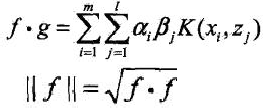 f · g = ∑_{i=1}^{m} ∑_{j=1}^{l} α_i β_j K(x_i, z_j)
‖ f ‖ = √(f · f)